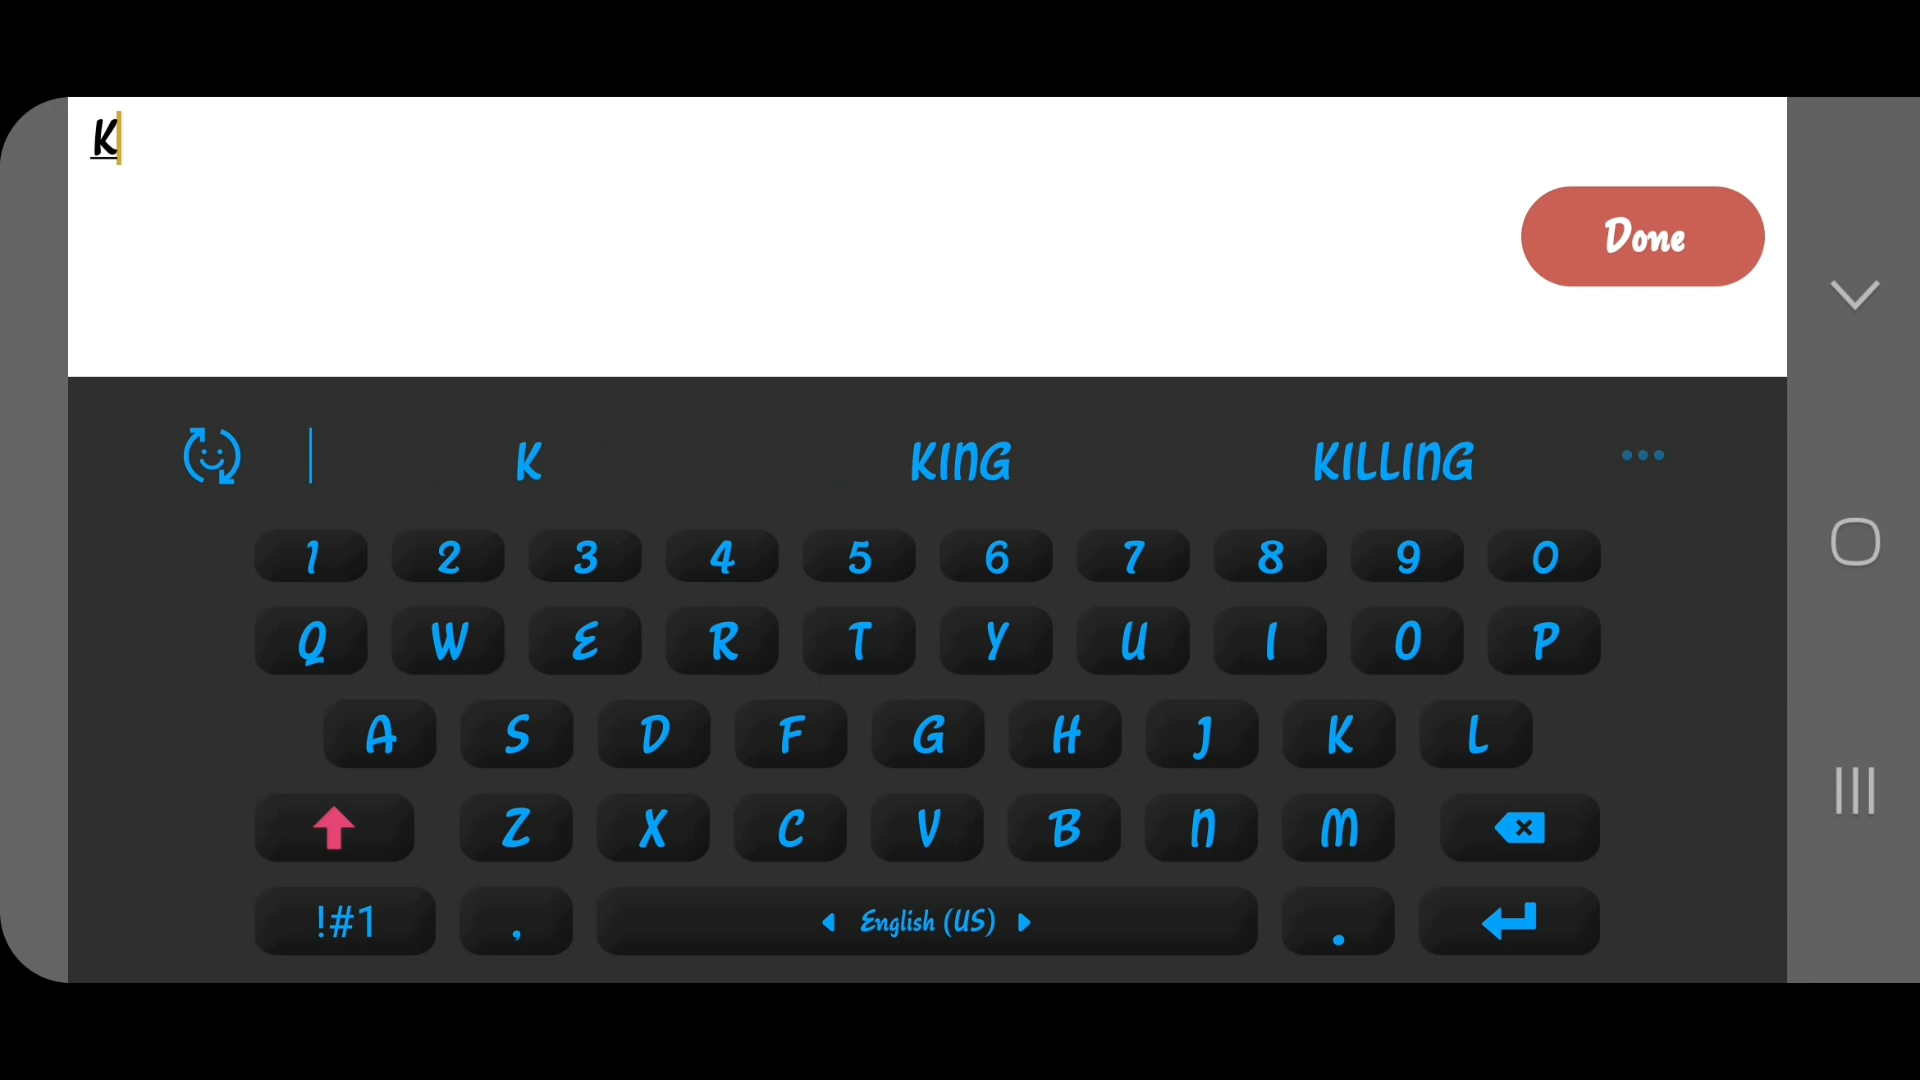 K
Done
K KING KILLING
1 2 3 4 5 6 7 8 9 0
Q W E R T Y U I O P
A S D F G H J K L
Z X C V B N M
!#1 , English (US) .